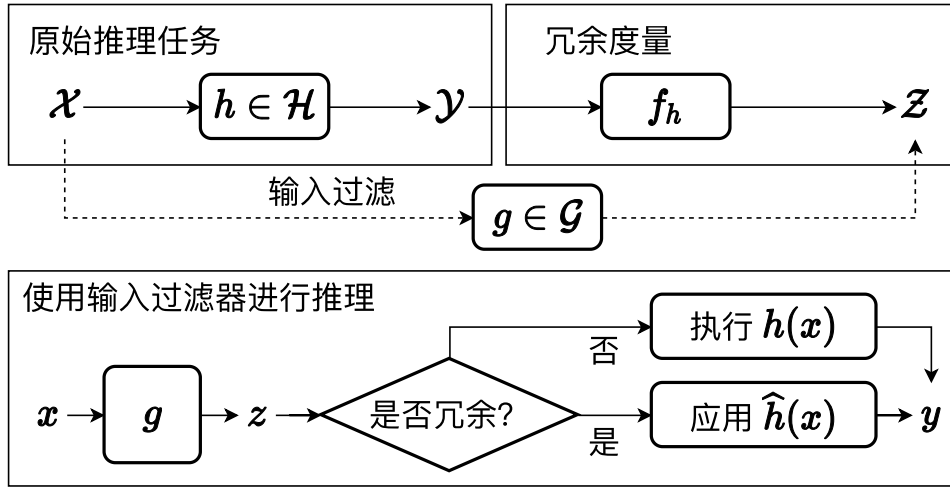 原始推理任务
冗余度量
𝒳 h ∈ ℋ 𝒴 f_h 𝒵
输入过滤
g ∈ 𝒢
使用输入过滤器进行推理
否
执行 h(x)
x g z 是否冗余? 应用 ĥ(x) y
是